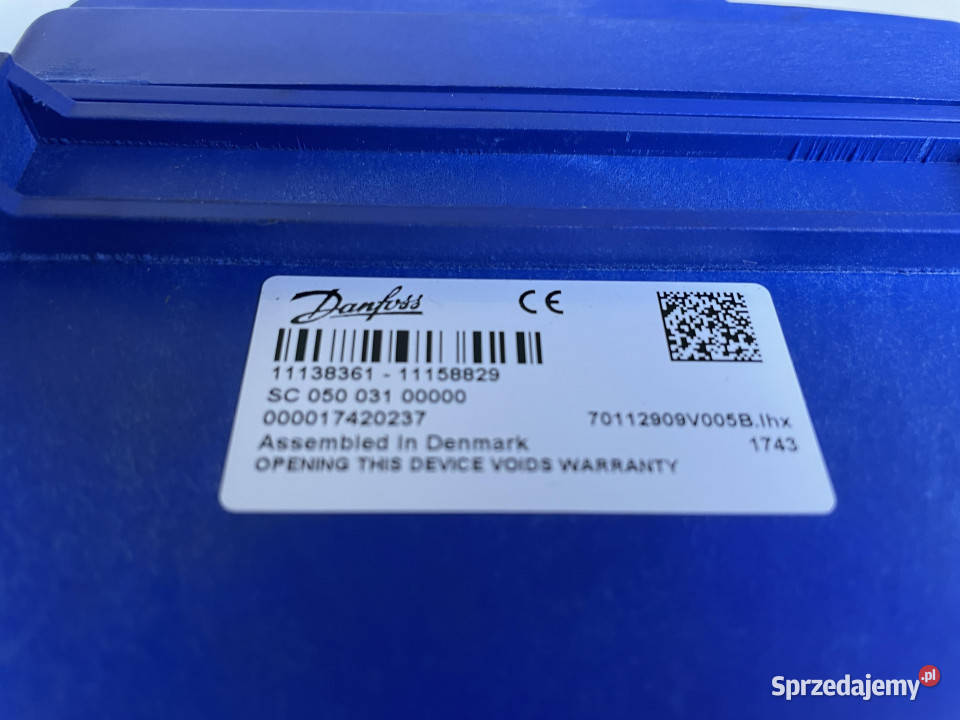 Danfoss CE
11138361 - 11158829
SC 050 031 00000
000017420237 70112909V005B.lhx
Assembled in Denmark 1743
OPENING THIS DEVICE VOIDS WARRANTY
Sprzedajemy.pl